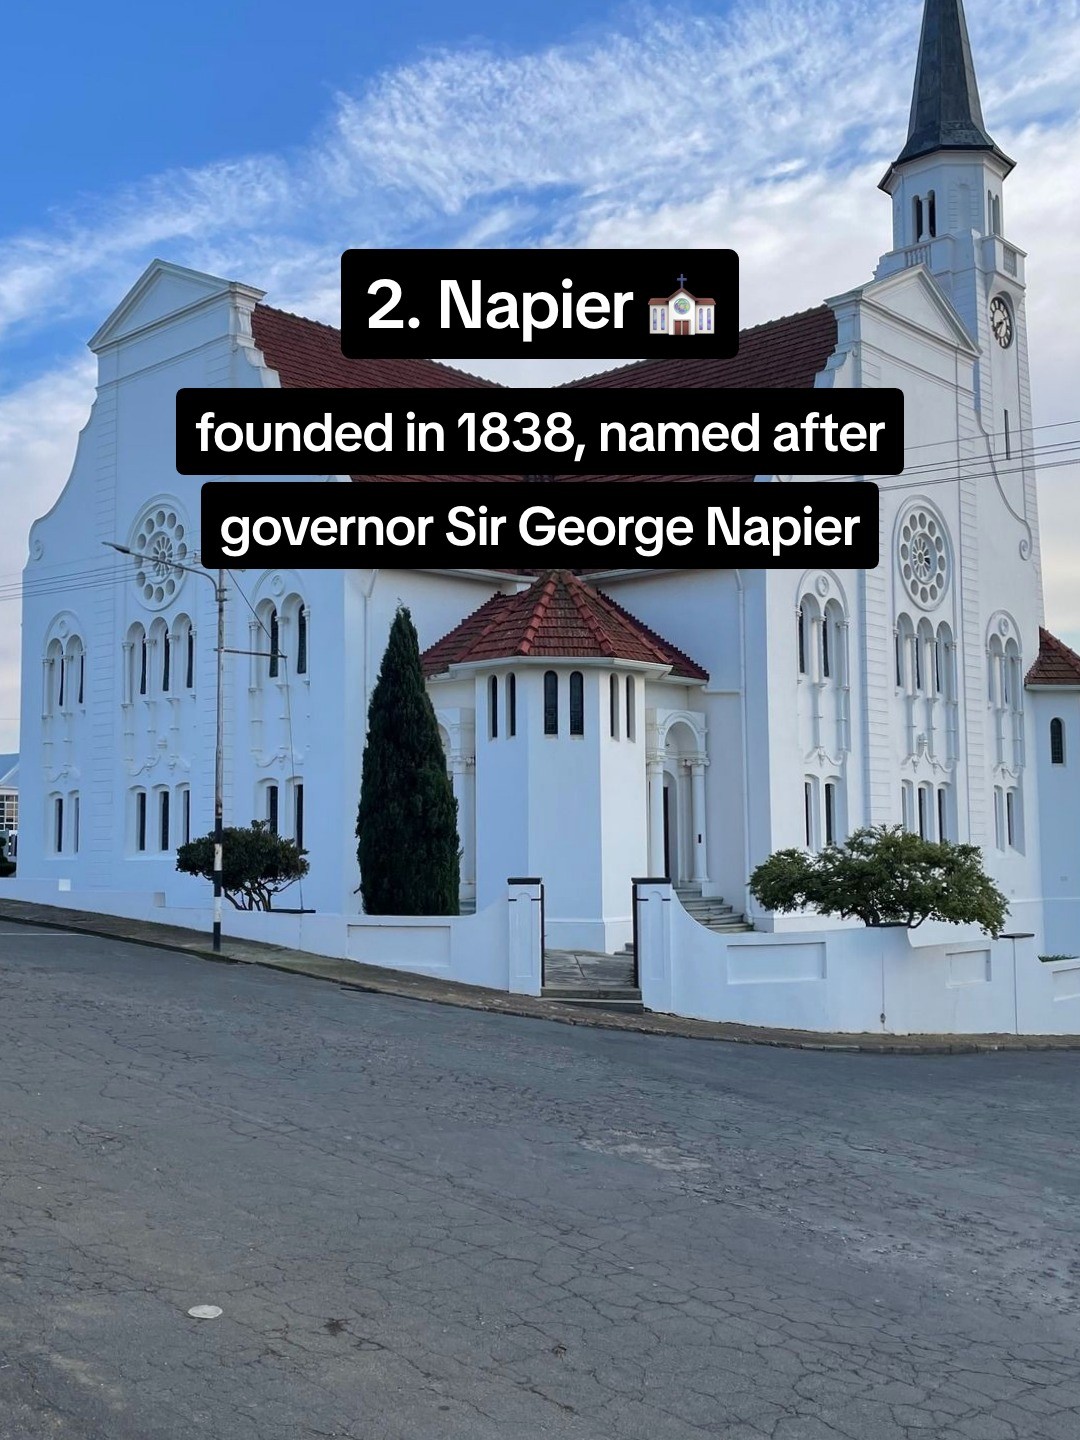 2. Napier ⛪
founded in 1838, named after
governor Sir George Napier